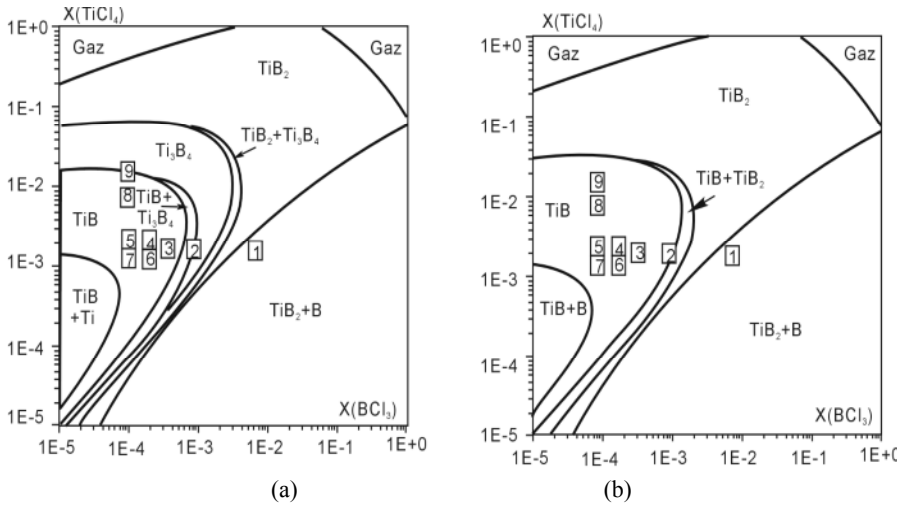 X(TiCl₄)
1E+0
1E-1
1E-2
1E-3
1E-4
1E-5
Gaz
Gaz
TiB₂
TiB₂+Ti₃B₄
Ti₃B₄
9
8
TiB+
Ti₃B₄
TiB
5 4 3 2 1
7 6
TiB
+Ti
TiB₂+B
X(BCl₃)
1E-5 1E-4 1E-3 1E-2 1E-1 1E+0
(a)
X(TiCl₄)
1E+0
1E-1
1E-2
1E-3
1E-4
1E-5
Gaz
Gaz
TiB₂
TiB+TiB₂
9
8
TiB
5 4 3 2 1
7 6
TiB+B
TiB₂+B
X(BCl₃)
1E-5 1E-4 1E-3 1E-2 1E-1 1E+0
(b)